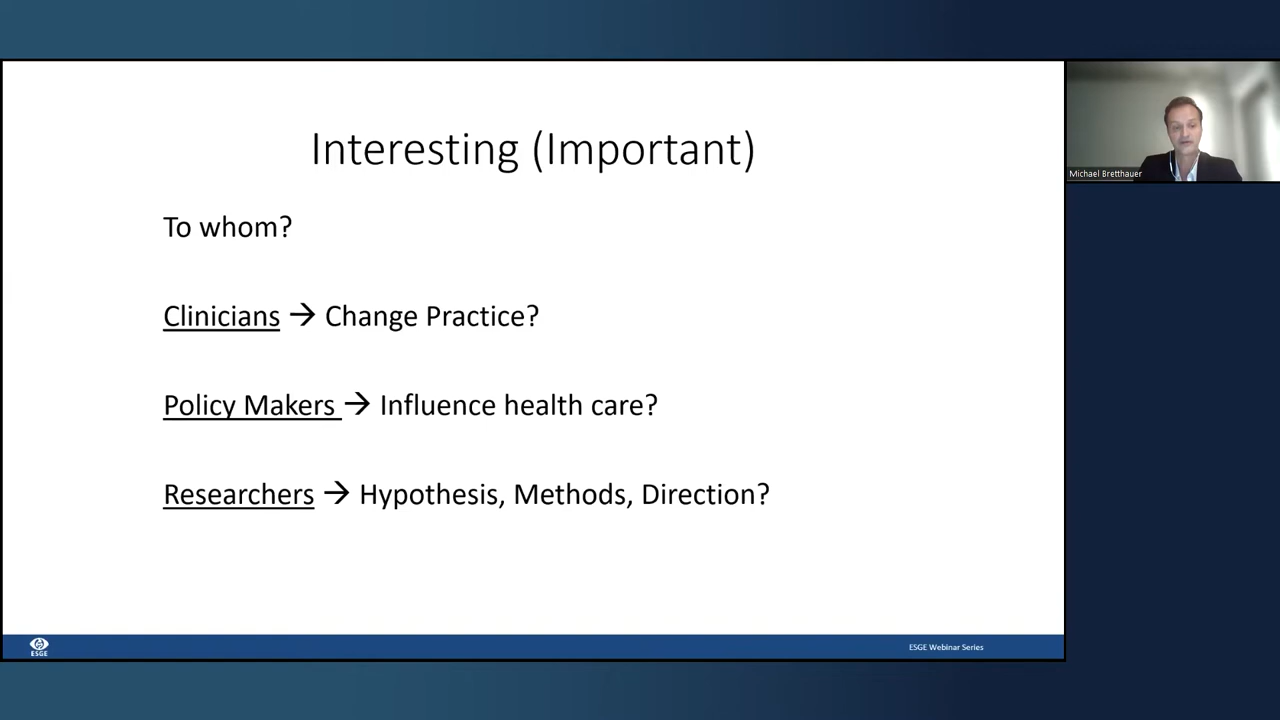 Interesting (Important)
To whom?
Clinicians → Change Practice?
Policy Makers → Influence health care?
Researchers → Hypothesis, Methods, Direction?
Michael Bretthauer
ESGE
ESGE Webinar Series